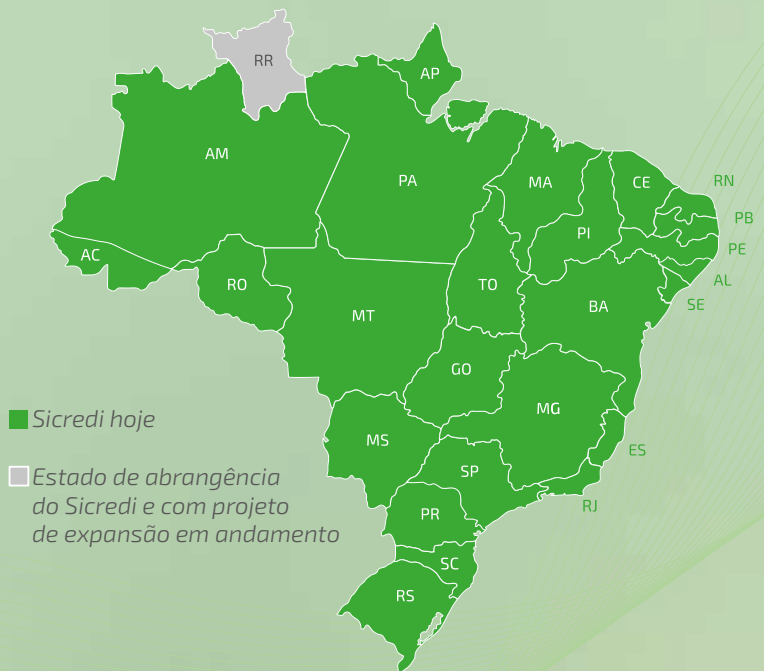 RR
AP
AM
PA
MA
CE
RN
PB
PI
PE
AC
RO
TO
AL
SE
BA
MT
GO
MG
Sicredi hoje
MS
ES
SP
Estado de abrangência
do Sicredi e com projeto
de expansão em andamento
RJ
PR
SC
RS